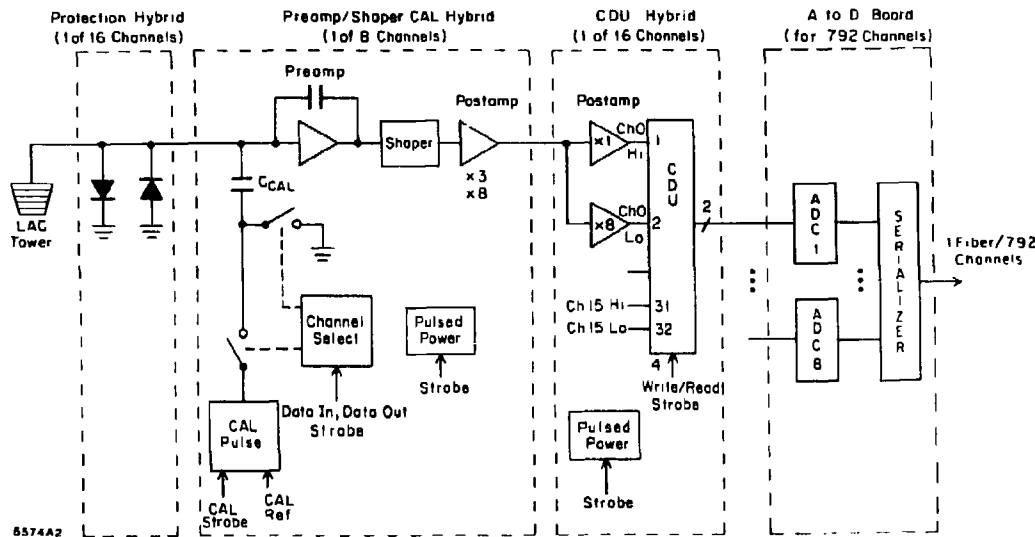 Protection Hybrid
(1 of 16 Channels)
Preamp/Shaper CAL Hybrid
(1 of 8 Channels)
CDU Hybrid
(1 of 16 Channels)
A to D Board
(for 792 Channels)
Preamp
Postamp
Shaper
×3
×8
CCAL
LAC
Tower
Channel
Select
Pulsed
Power
Strobe
Data In, Data Out
Strobe
CAL
Pulse
CAL
Strobe
CAL
Ref
Postamp
×1
Ch0
Hi
1
×8
Ch0
Lo
2
CDU
2
Ch 15 Hi
31
Ch 15 Lo
32
4
Write/Read
Strobe
Pulsed
Power
Strobe
ADC 1
ADC 8
SERIALIZER
1 Fiber/792
Channels
6574A2